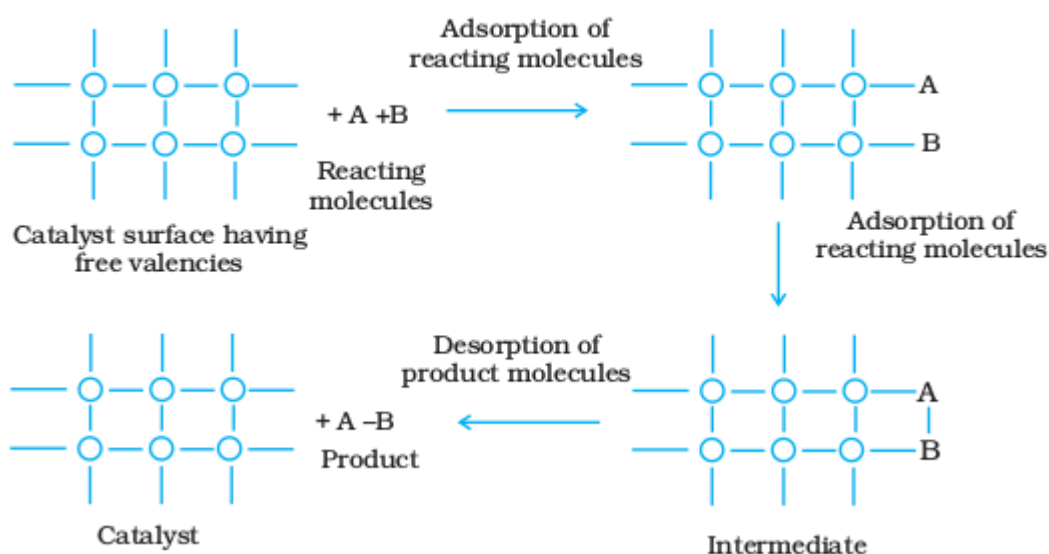 Adsorption of
reacting molecules
+ A +B
A
B
Reacting
molecules
Catalyst surface having
free valencies
Adsorption of
reacting molecules
Desorption of
product molecules
A
B
+ A –B
Product
Catalyst
Intermediate